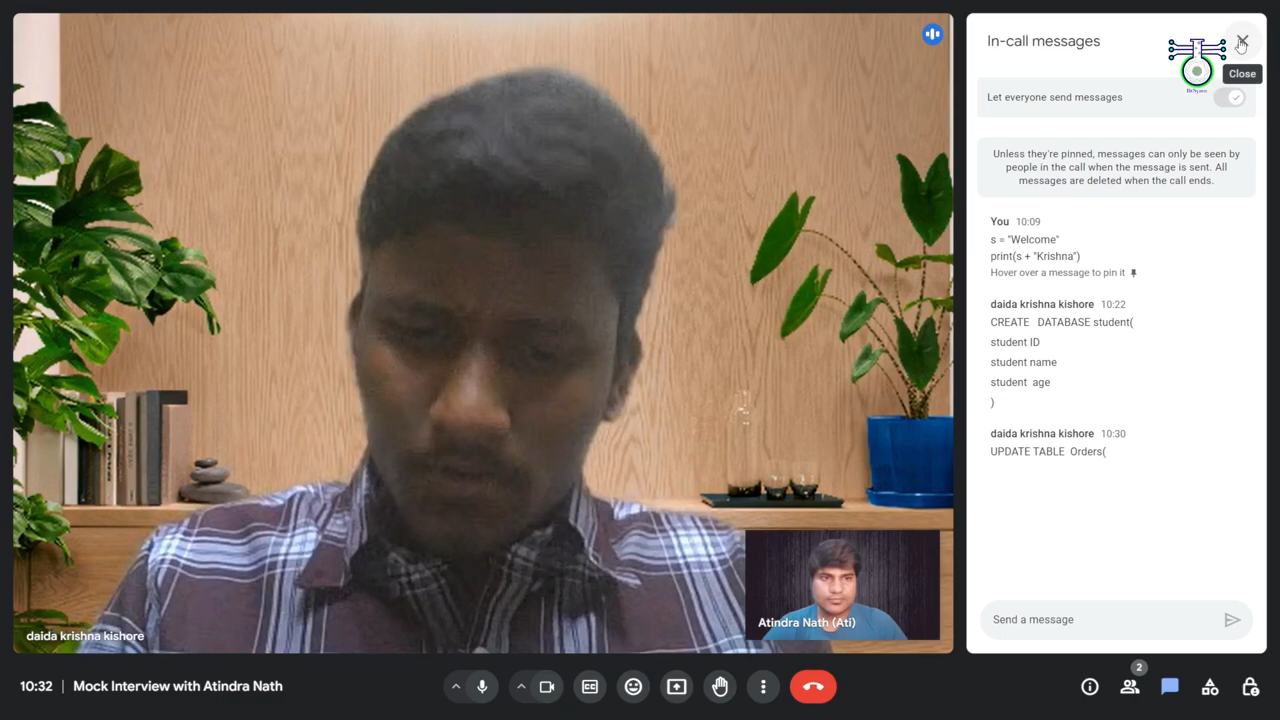 In-call messages
Close
Let everyone send messages
Unless they're pinned, messages can only be seen by
people in the call when the message is sent. All
messages are deleted when the call ends.
You 10:09
s = "Welcome"
print(s + "Krishna")
Hover over a message to pin it
daida krishna kishore 10:22
CREATE   DATABASE student(
student ID
student name
student  age
)
daida krishna kishore 10:30
UPDATE TABLE  Orders(
Send a message
Atindra Nath (Ati)
daida krishna kishore
10:32 | Mock Interview with Atindra Nath
2